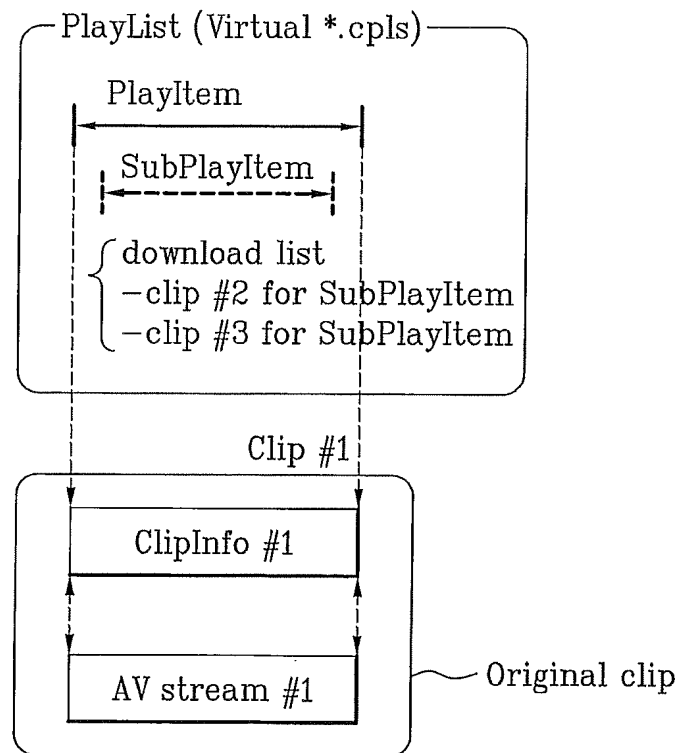 PlayList (Virtual *.cpls)
PlayItem
SubPlayItem
download list
-clip #2 for SubPlayItem
-clip #3 for SubPlayItem
Clip #1
ClipInfo #1
AV stream #1
Original clip